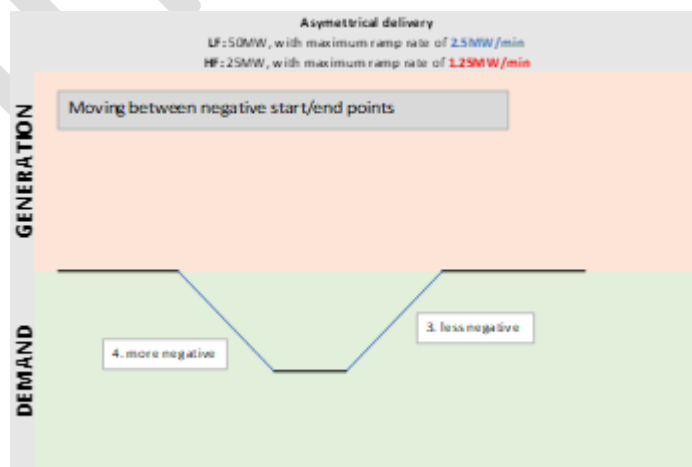 Asymettrical delivery
LF: 50MW, with maximum ramp rate of 2.5MW/min
HF: 25MW, with maximum ramp rate of 1.25MW/min
Moving between negative start/end points
GENERATION
3. less negative
4. more negative
DEMAND